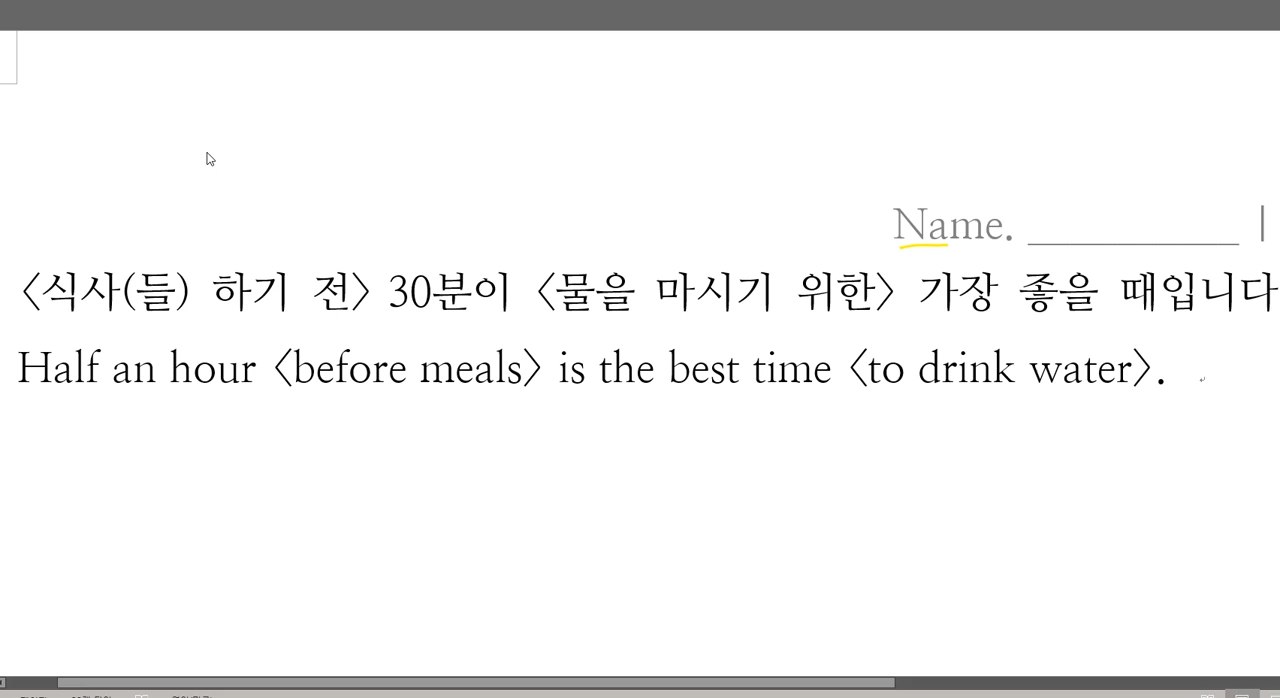 Name. ___________ |
〈식사(들) 하기 전〉 30분이 〈물을 마시기 위한〉 가장 좋을 때입니다
Half an hour 〈before meals〉 is the best time 〈to drink water〉.